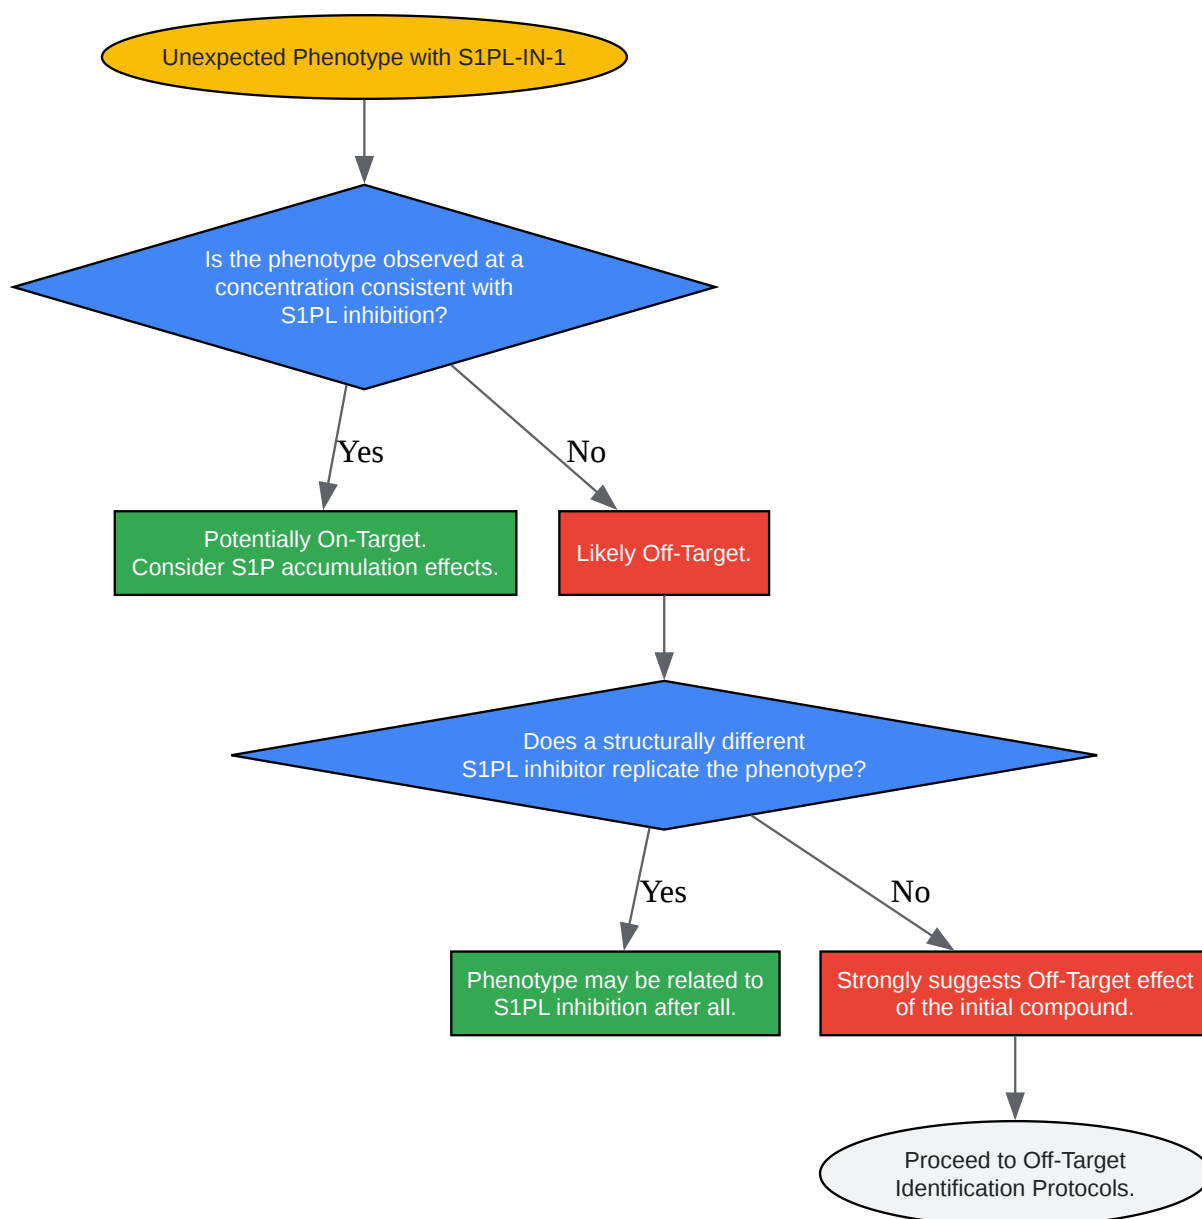 Unexpected Phenotype with S1PL-IN-1
Is the phenotype observed at a
concentration consistent with
S1PL inhibition?
Yes
No
Potentially On-Target.
Consider S1P accumulation effects.
Likely Off-Target.
Does a structurally different
S1PL inhibitor replicate the phenotype?
Yes
No
Phenotype may be related to
S1PL inhibition after all.
Strongly suggests Off-Target effect
of the initial compound.
Proceed to Off-Target
Identification Protocols.